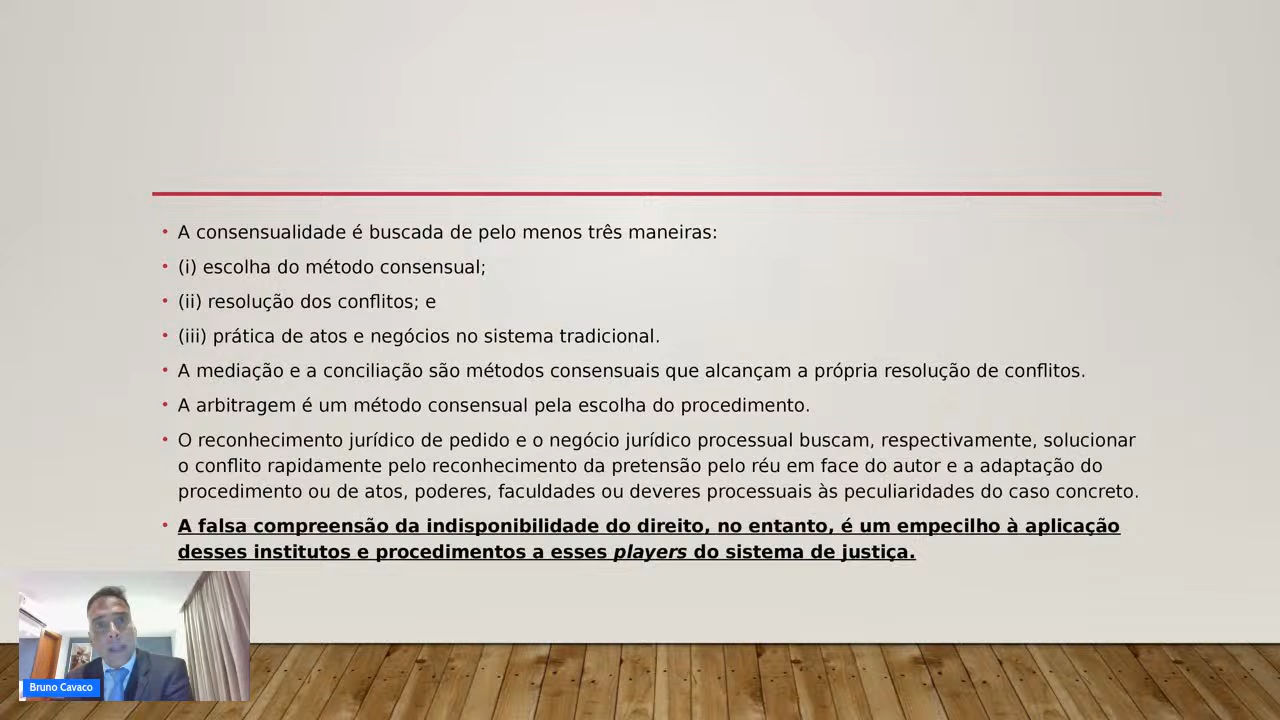 • A consensualidade é buscada de pelo menos três maneiras:
• (i) escolha do método consensual;
• (ii) resolução dos conflitos; e
• (iii) prática de atos e negócios no sistema tradicional.
• A mediação e a conciliação são métodos consensuais que alcançam a própria resolução de conflitos.
• A arbitragem é um método consensual pela escolha do procedimento.
• O reconhecimento jurídico de pedido e o negócio jurídico processual buscam, respectivamente, solucionar
o conflito rapidamente pelo reconhecimento da pretensão pelo réu em face do autor e a adaptação do
procedimento ou de atos, poderes, faculdades ou deveres processuais às peculiaridades do caso concreto.
• A falsa compreensão da indisponibilidade do direito, no entanto, é um empecilho à aplicação
desses institutos e procedimentos a esses players do sistema de justiça.
Bruno Cavaco